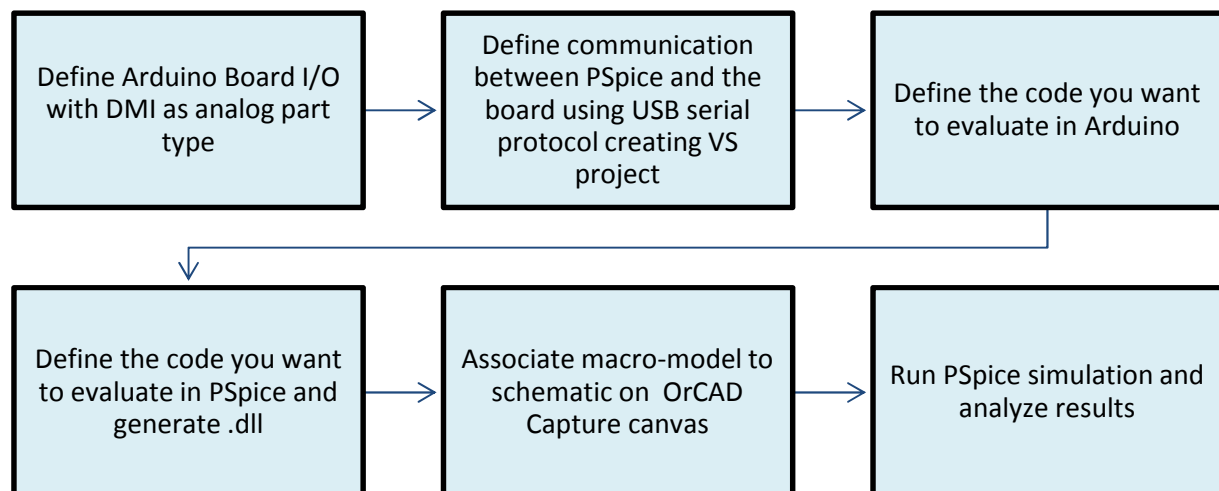 Define Arduino Board I/O
with DMI as analog part
type
Define communication
between PSpice and the
board using USB serial
protocol creating VS
project
Define the code you want
to evaluate in Arduino
Define the code you want
to evaluate in PSpice and
generate .dll
Associate macro-model to
schematic on OrCAD
Capture canvas
Run PSpice simulation and
analyze results